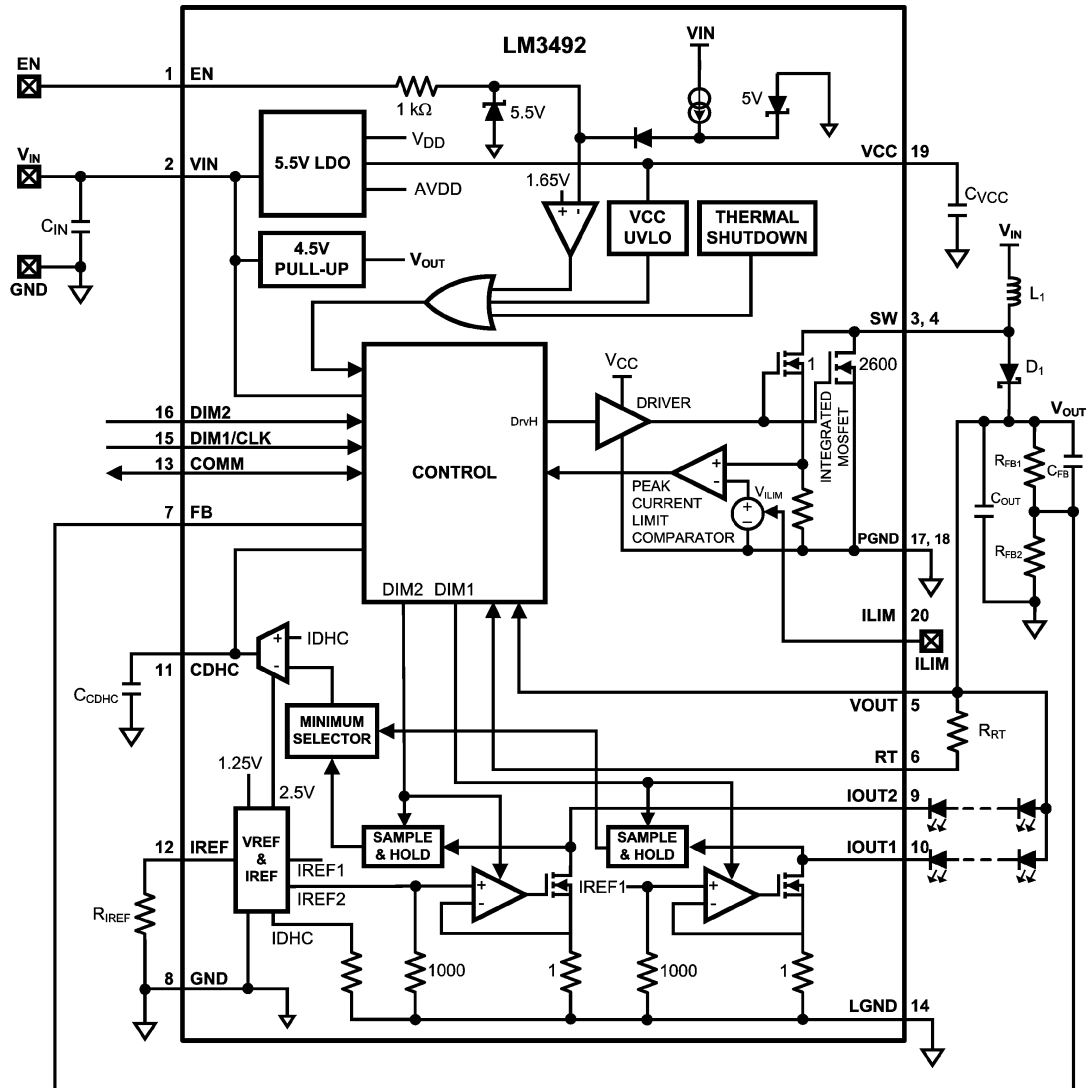 LM3492
VIN
EN
1 EN
1 kΩ
5.5V
5V
VCC 19
V_IN
2 VIN
5.5V LDO
V_DD
AVDD
1.65V
+ -
VCC UVLO
THERMAL SHUTDOWN
C_VCC
C_IN
4.5V PULL-UP
V_OUT
GND
V_IN
L₁
SW 3, 4
D₁
V_CC
DRIVER
DrvH
1
2600
INTEGRATED MOSFET
V_OUT
R_FB1
C_FB
C_OUT
R_FB2
16 DIM2
15 DIM1/CLK
13 COMM
7 FB
CONTROL
PEAK CURRENT LIMIT COMPARATOR
+
-
V_ILIM
+
−
PGND 17, 18
DIM2 DIM1
ILIM 20
ILIM
+
-
IDHC
11 CDHC
C_CDHC
MINIMUM SELECTOR
VOUT 5
R_RT
RT 6
1.25V
2.5V
IOUT2 9
IOUT1 10
12 IREF
VREF & IREF
IREF1
IREF2
IDHC
R_IREF
SAMPLE & HOLD
SAMPLE & HOLD
+
-
IREF1
+
-
1000
1
1000
1
8 GND
LGND 14